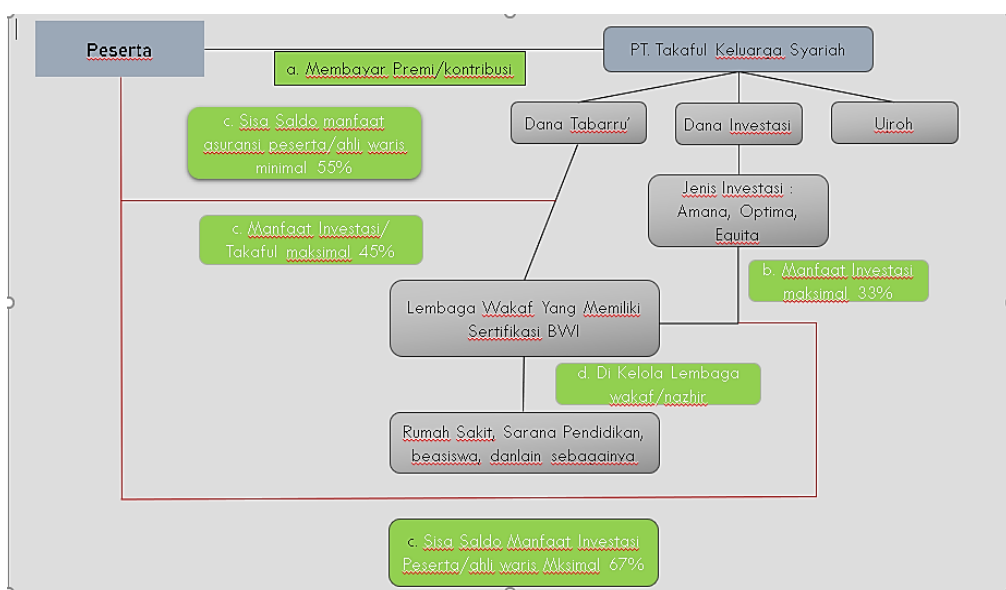 Peserta
PT. Takaful Keluarga Syariah
a. Membayar Premi/kontribusi
c. Sisa Saldo manfaat
asuransi peserta/ahli waris
minimal 55%
Dana Tabarru'
Dana Investasi
Ujroh
Jenis Investasi :
Amana, Optima,
Equita
c. Manfaat Investasi/
Takaful maksimal 45%
b. Manfaat Investasi
maksimal 33%
Lembaga Wakaf Yang Memiliki
Sertifikasi BWI
d. Di Kelola Lembaga
wakaf/nazhir
Rumah Sakit, Sarana Pendidikan,
beasiswa, danlain sebagainya
c. Sisa Saldo Manfaat Investasi
Peserta/ahli waris Mksimal 67%